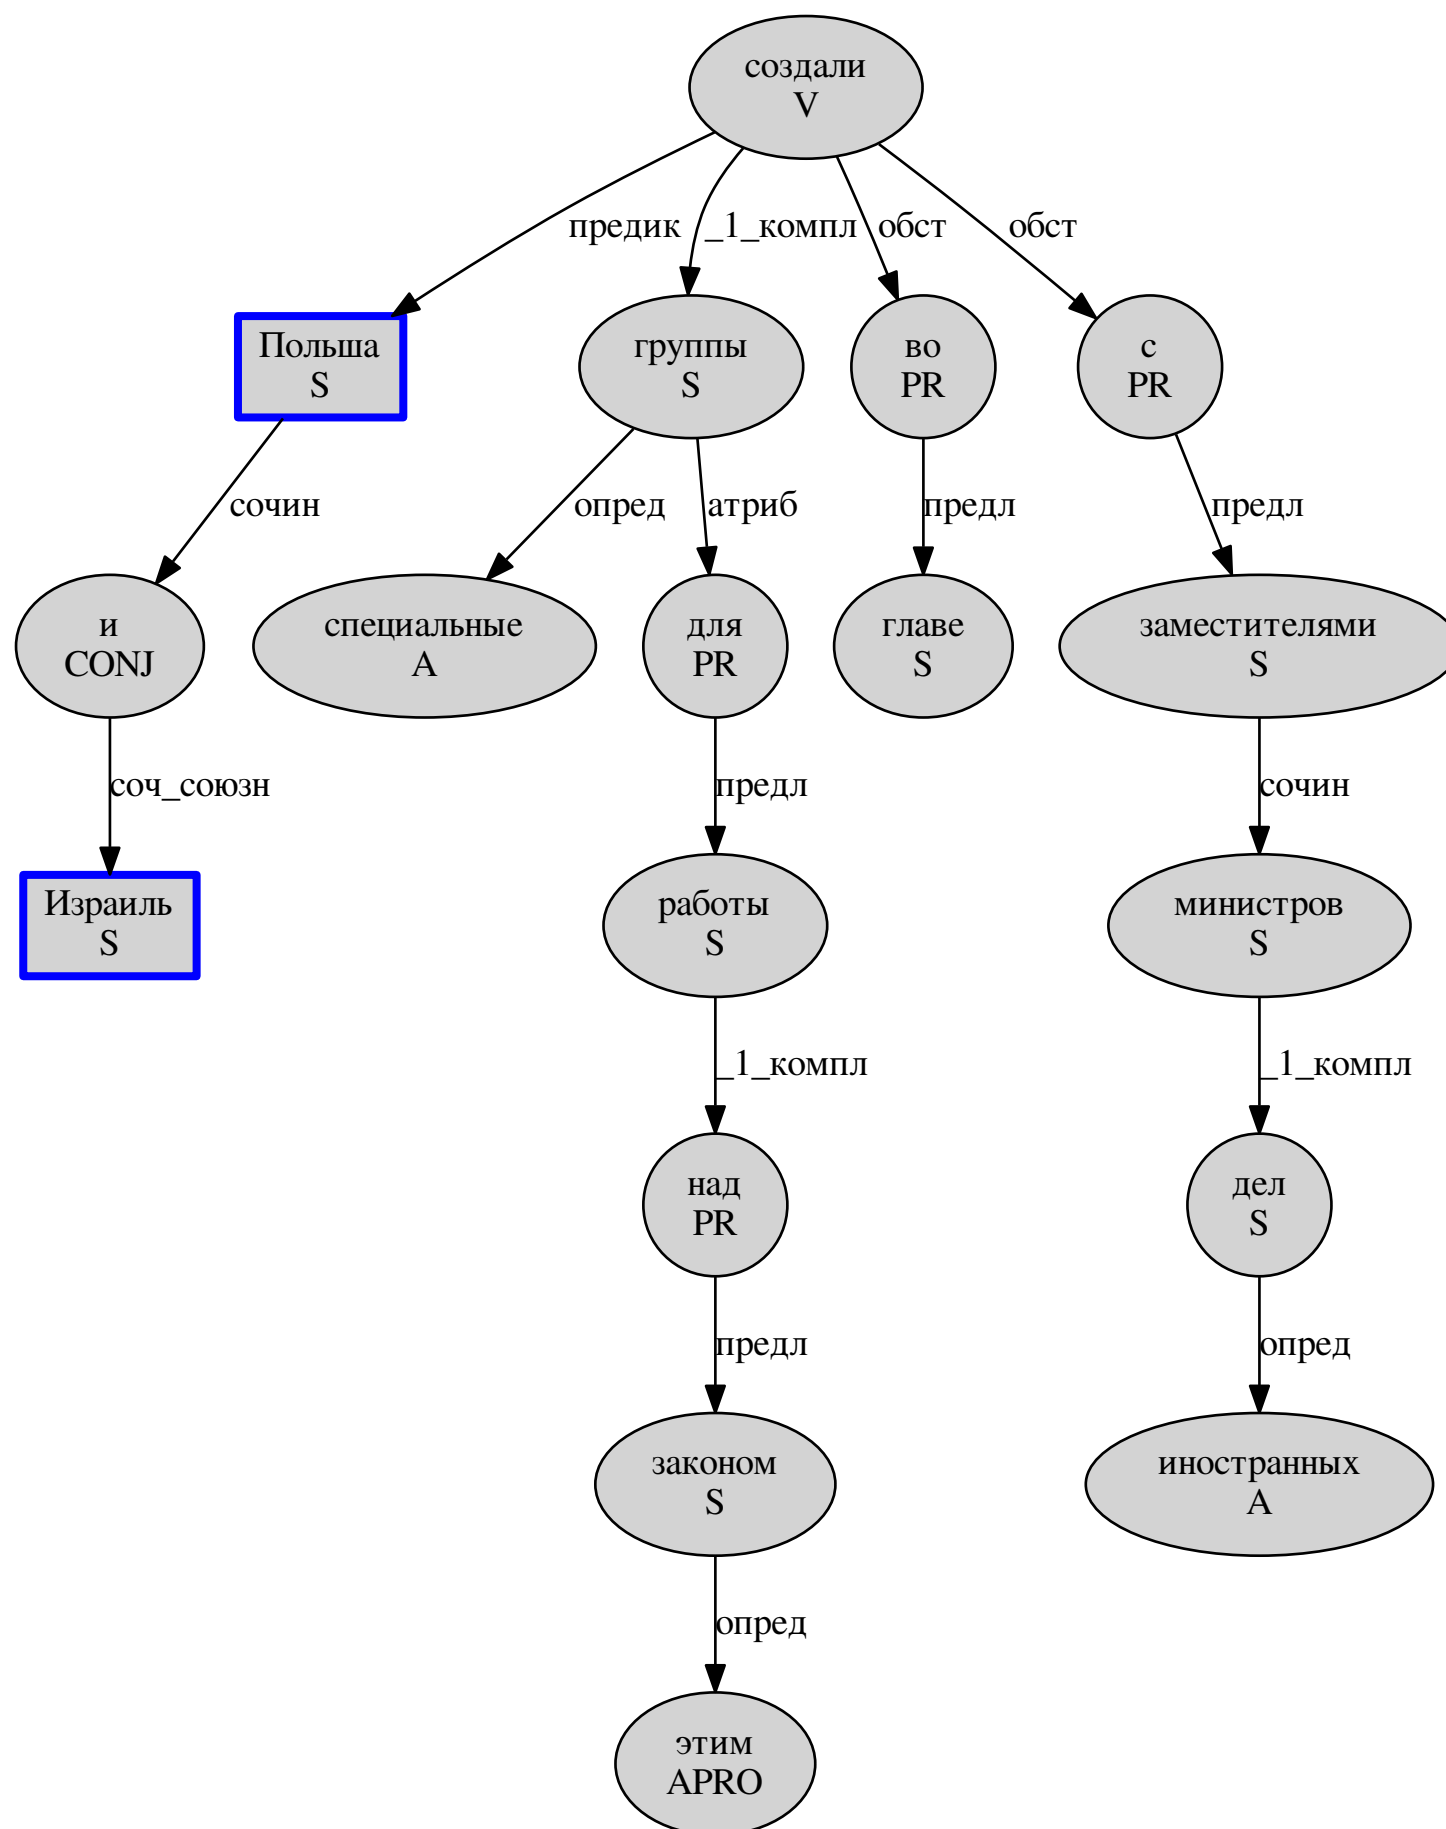 создали
V
предик
_1_компл
обст
обст
Польша
S
группы
S
во
PR
с
PR
сочин
опред
атриб
предл
предл
и
CONJ
специальные
A
для
PR
главе
S
заместителями
S
соч_союзн
предл
сочин
Израиль
S
работы
S
министров
S
_1_компл
_1_компл
над
PR
дел
S
предл
опред
законом
S
иностранных
A
опред
этим
APRO